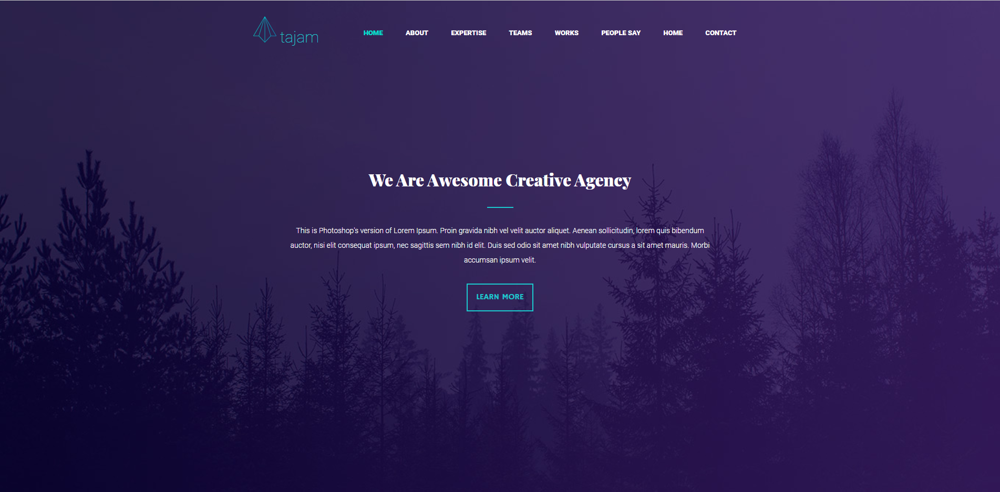 tajam
HOME ABOUT EXPERTISE TEAMS WORKS PEOPLE SAY HOME CONTACT
We Are Awesome Creative Agency
This is Photoshop's version of Lorem Ipsum. Proin gravida nibh vel velit auctor aliquet. Aenean sollicitudin, lorem quis bibendum
auctor, nisi elit consequat ipsum, nec sagittis sem nibh id elit. Duis sed odio sit amet nibh vulputate cursus a sit amet mauris. Morbi
accumsan ipsum velit.
LEARN MORE